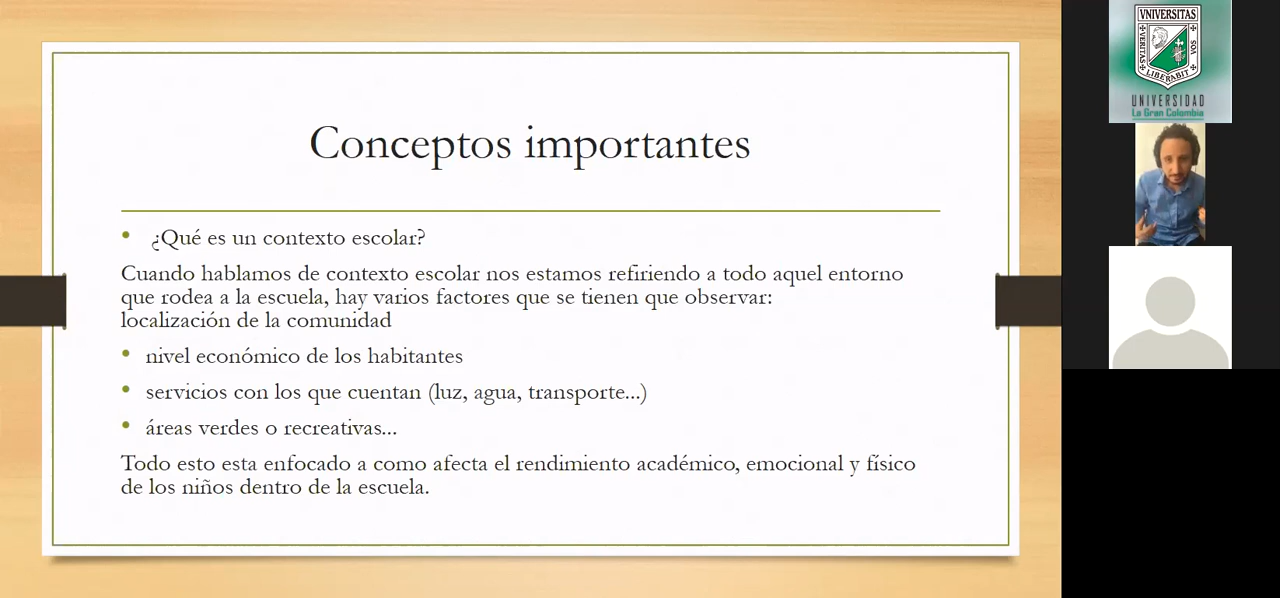 Conceptos importantes
• ¿Qué es un contexto escolar?
Cuando hablamos de contexto escolar nos estamos refiriendo a todo aquel entorno
que rodea a la escuela, hay varios factores que se tienen que observar:
localización de la comunidad
• nivel económico de los habitantes
• servicios con los que cuentan (luz, agua, transporte...)
• áreas verdes o recreativas...
Todo esto esta enfocado a como afecta el rendimiento académico, emocional y físico
de los niños dentro de la escuela.
VNIVERSITAS
VERITAS
VOS
LIBERABIT
UNIVERSIDAD
La Gran Colombia